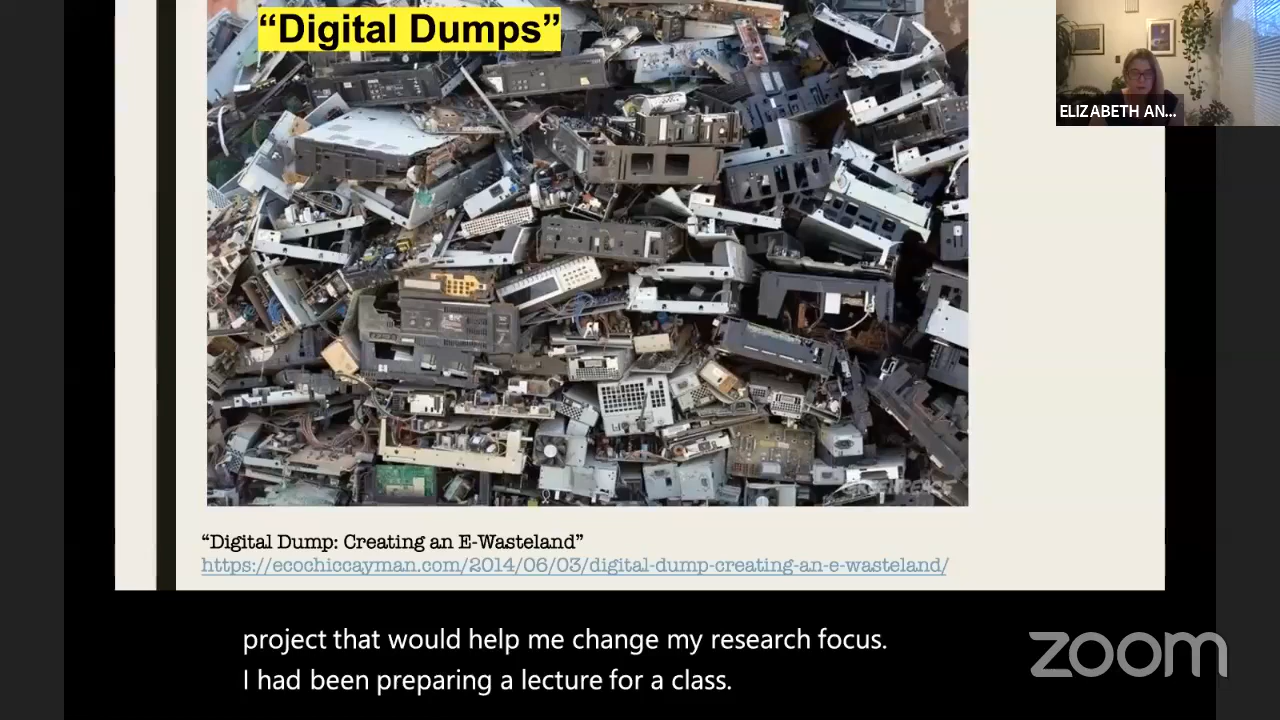 “Digital Dumps”
ELIZABETH AN...
GREENPEACE
“Digital Dump: Creating an E-Wasteland”
https://ecochiccayman.com/2014/06/03/digital-dump-creating-an-e-wasteland/
project that would help me change my research focus.
I had been preparing a lecture for a class.
zoom